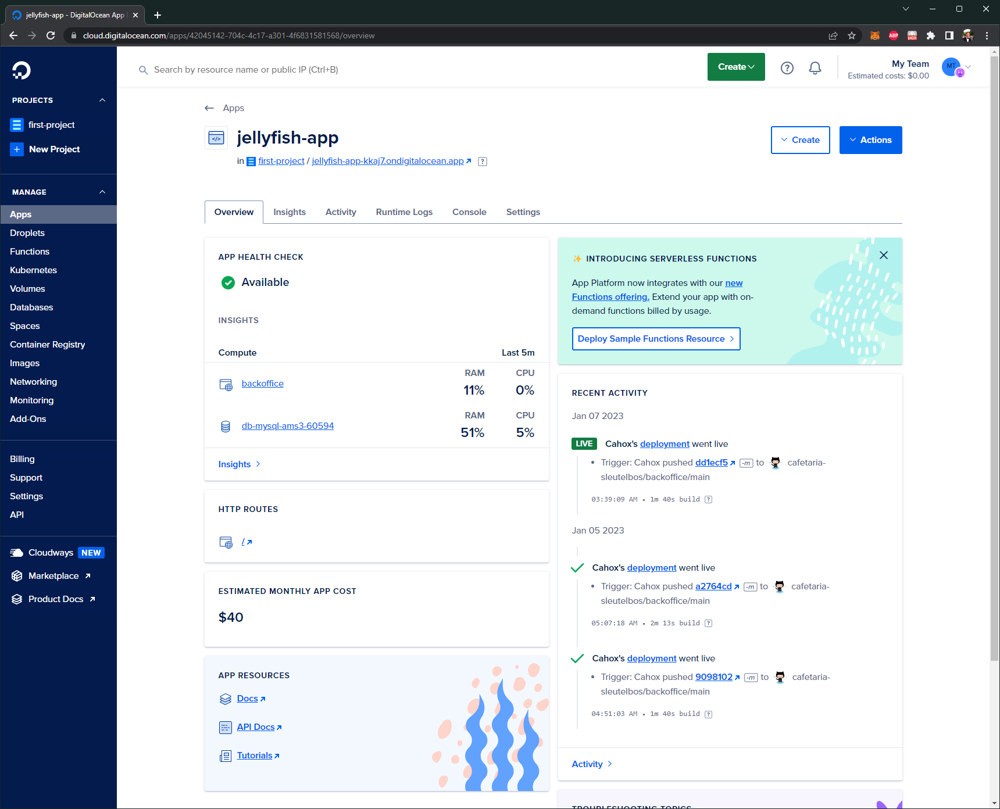 jellyfish-app - DigitalOcean App
cloud.digitalocean.com/apps/42045142-704c-4c17-a301-4f6831581568/overview
ABP
LOGIN
PROJECTS
first-project
New Project
MANAGE
Apps
Droplets
Functions
Kubernetes
Volumes
Databases
Spaces
Container Registry
Images
Networking
Monitoring
Add-Ons
Billing
Support
Settings
API
Cloudways NEW
Marketplace
Product Docs
Search by resource name or public IP (Ctrl+B)
Create
?
My Team
Estimated costs: $0.00
MT
Apps
jellyfish-app
in first-project / jellyfish-app-kkaj7.ondigitalocean.app ?
Create
Actions
Overview Insights Activity Runtime Logs Console Settings
APP HEALTH CHECK
Available
INSIGHTS
Compute Last 5m
RAM CPU
backoffice 11% 0%
RAM CPU
db-mysql-ams3-60594 51% 5%
Insights
HTTP ROUTES
/
ESTIMATED MONTHLY APP COST
$40
APP RESOURCES
Docs
API Docs
Tutorials
INTRODUCING SERVERLESS FUNCTIONS
App Platform now integrates with our new
Functions offering. Extend your app with on-
demand functions billed by usage.
Deploy Sample Functions Resource
RECENT ACTIVITY
Jan 07 2023
LIVE Cahox's deployment went live
Trigger: Cahox pushed dd1ecf5 -m to cafetaria-
sleutelbos/backoffice/main
03:39:09 AM • 1m 40s build ?
Jan 05 2023
Cahox's deployment went live
Trigger: Cahox pushed a2764cd -m to cafetaria-
sleutelbos/backoffice/main
05:07:18 AM • 2m 13s build ?
Cahox's deployment went live
Trigger: Cahox pushed 9098102 -m to cafetaria-
sleutelbos/backoffice/main
04:51:03 AM • 1m 40s build ?
Activity
TROUBLESHOOTING TOPICS